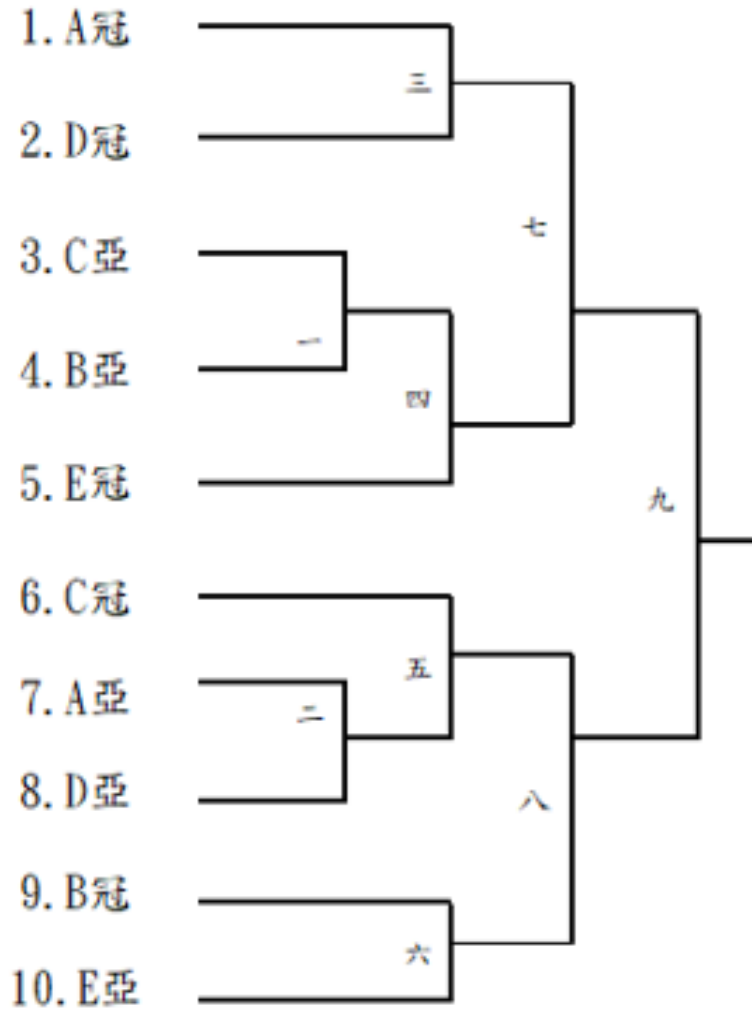 1.A冠
三
2.D冠
七
3.C亞
一
4.B亞
四
5.E冠
九
6.C冠
五
7.A亞
二
8.D亞
八
9.B冠
六
10.E亞